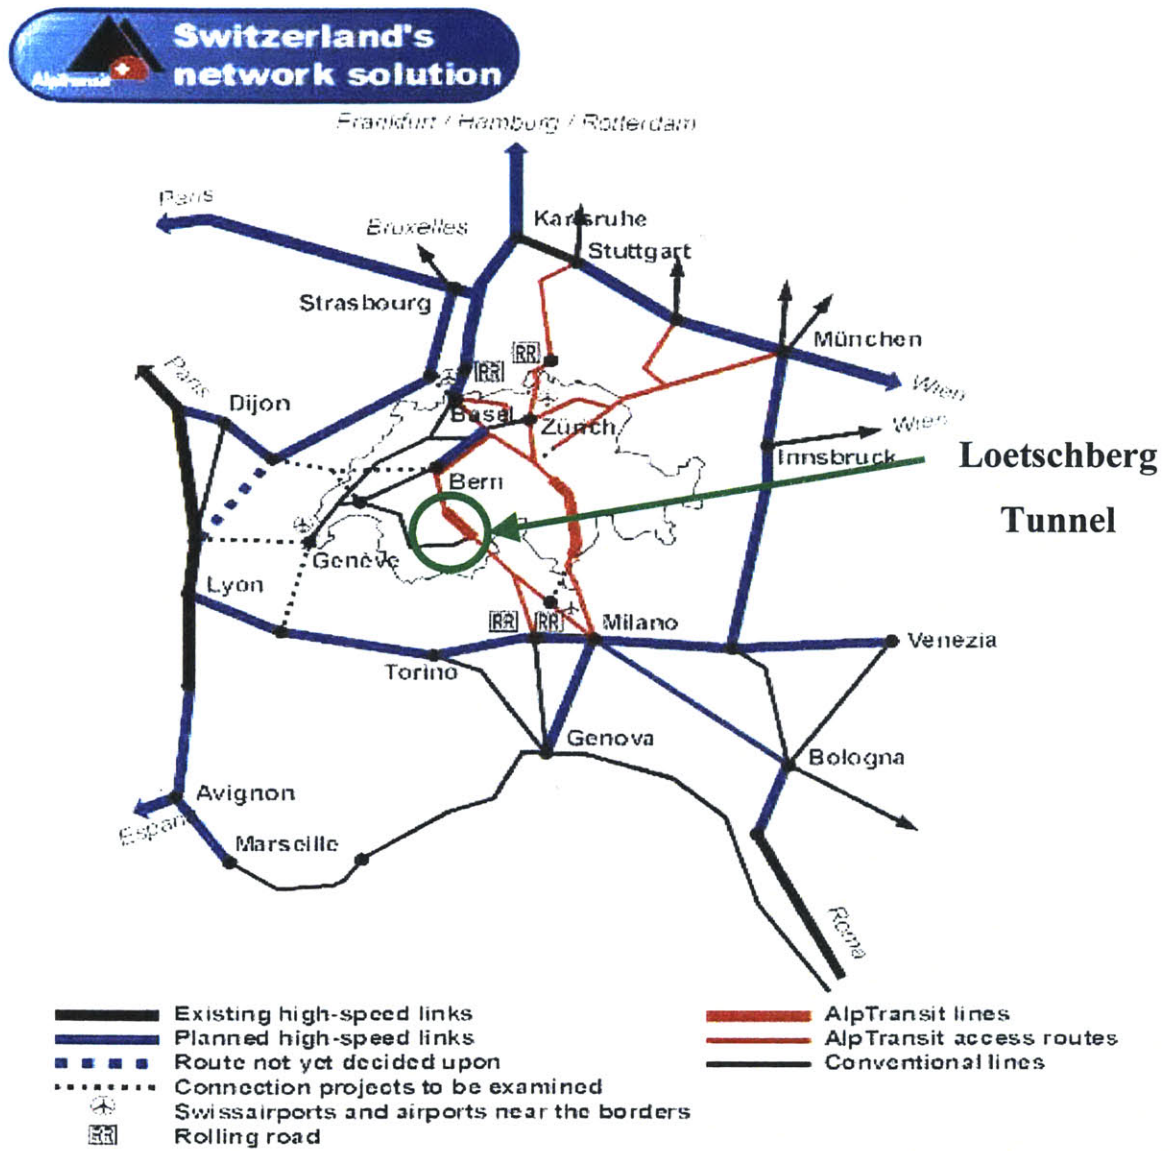 Switzerland's
network solution
AlpTransit
Frankfurt / Hamburg / Rotterdam
Paris
Karlsruhe
Bruxelles
Stuttgart
Strasbourg
München
RR
RR
Paris
Wien
Dijon
Basel
Zürich
Wien
Innsbruck
Loetschberg
Tunnel
Bern
Genève
Lyon
RR
RR
Milano
Venezia
Torino
Genova
Bologna
Avignon
Espana
Marseille
Roma
Existing high-speed links
Planned high-speed links
Route not yet decided upon
Connection projects to be examined
Swissairports and airports near the borders
RR
Rolling road
AlpTransit lines
AlpTransit access routes
Conventional lines